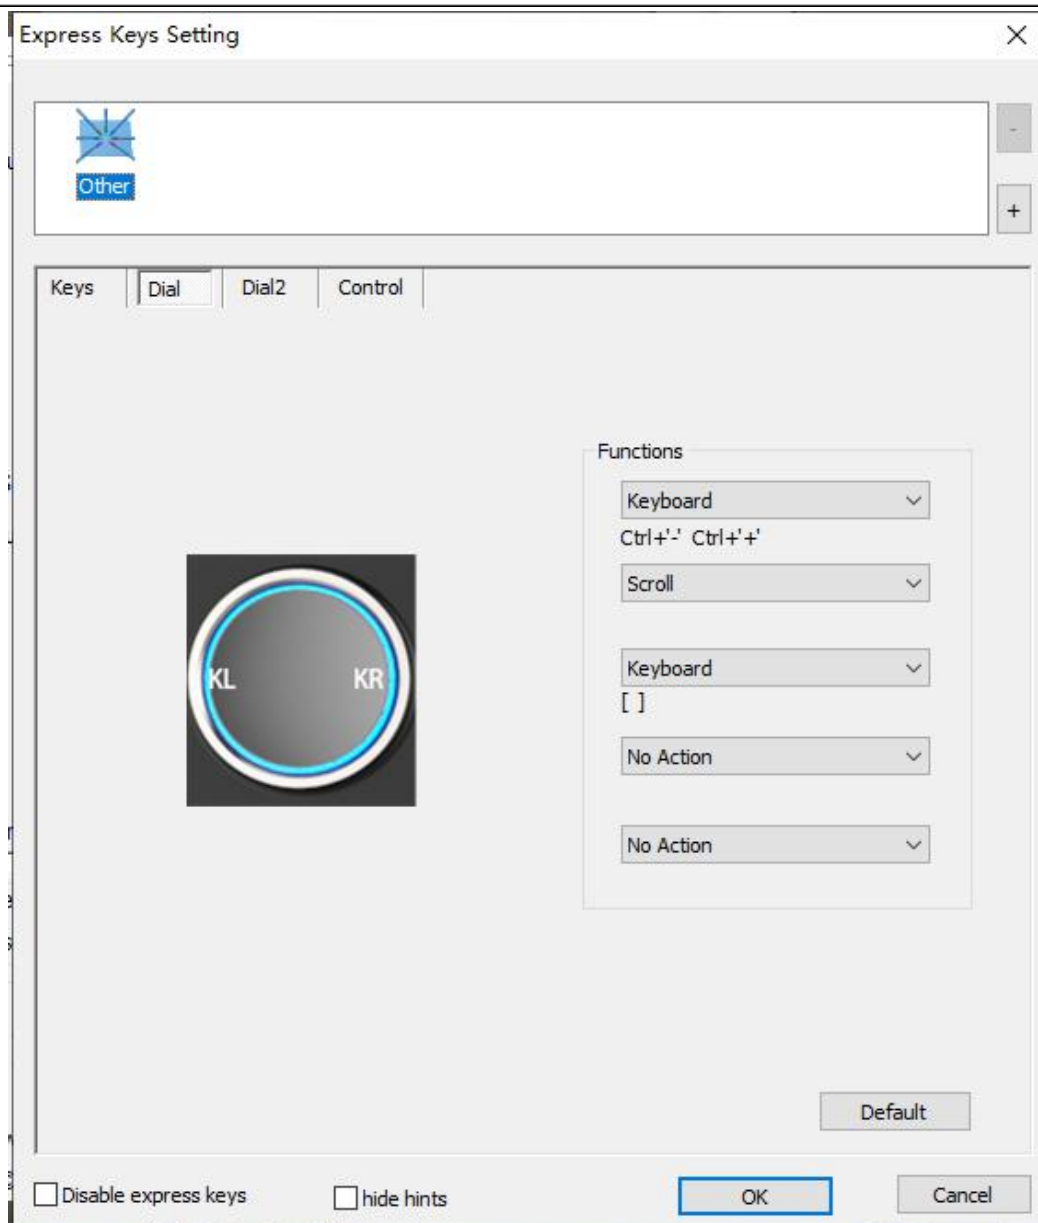 Express Keys Setting
-
Other
+
Keys Dial Dial2 Control
Functions
Keyboard
Ctrl+'-' Ctrl+'+'
Scroll
KL KR
Keyboard
[ ]
No Action
No Action
Default
Disable express keys hide hints OK Cancel